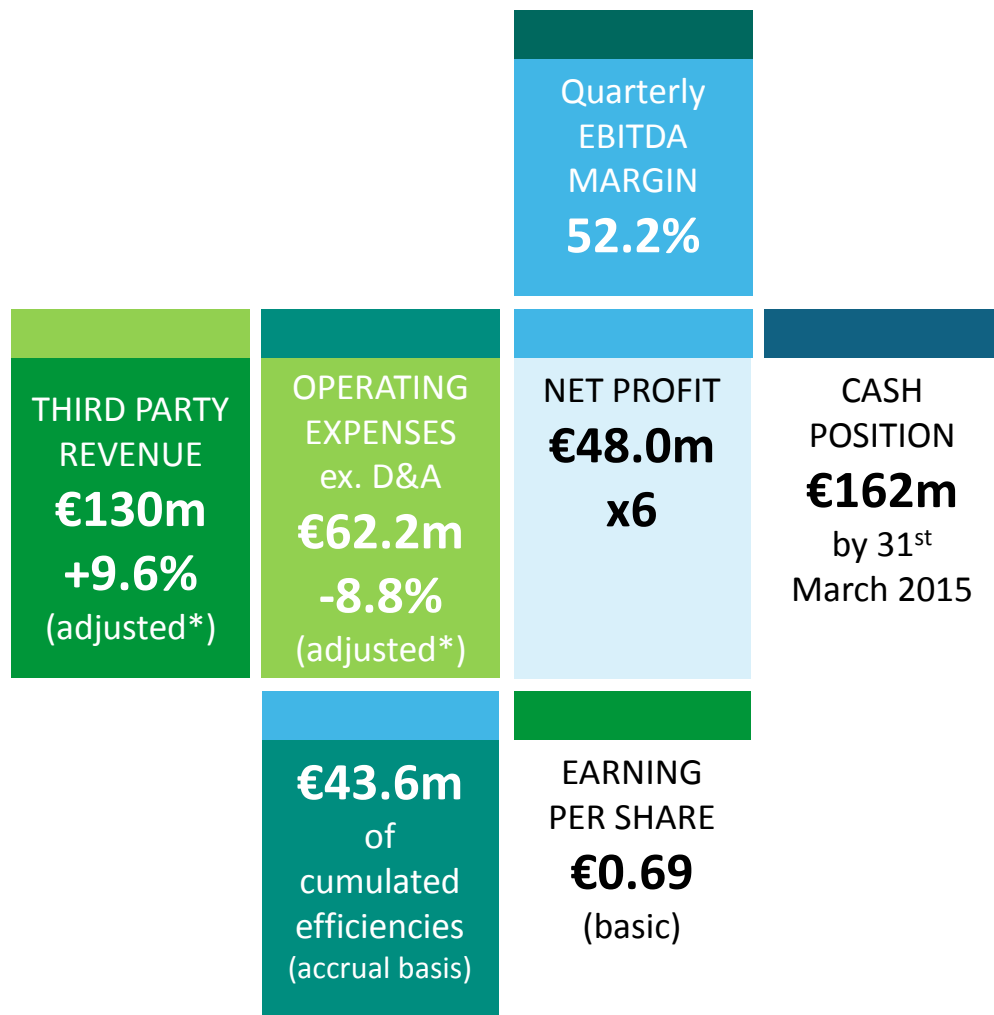 Quarterly
EBITDA
MARGIN
52.2%
THIRD PARTY
REVENUE
€130m
+9.6%
(adjusted*)
OPERATING
EXPENSES
ex. D&A
€62.2m
-8.8%
(adjusted*)
NET PROFIT
€48.0m
x6
CASH
POSITION
€162m
by 31st
March 2015
€43.6m
of
cumulated
efficiencies
(accrual basis)
EARNING
PER SHARE
€0.69
(basic)